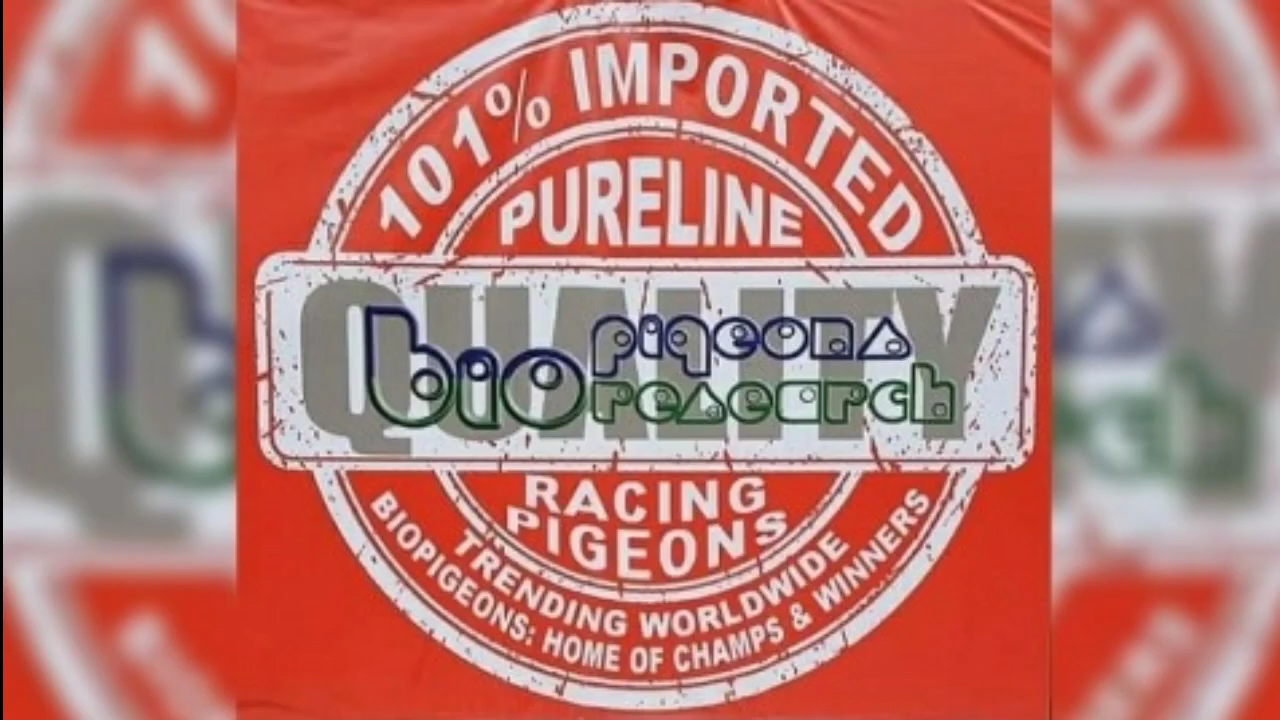 101% IMPORTED
PURELINE
QUALITY
bio pigeons
research
RACING
PIGEONS
TRENDING WORLDWIDE
BIOPIGEONS: HOME OF CHAMPS & WINNERS